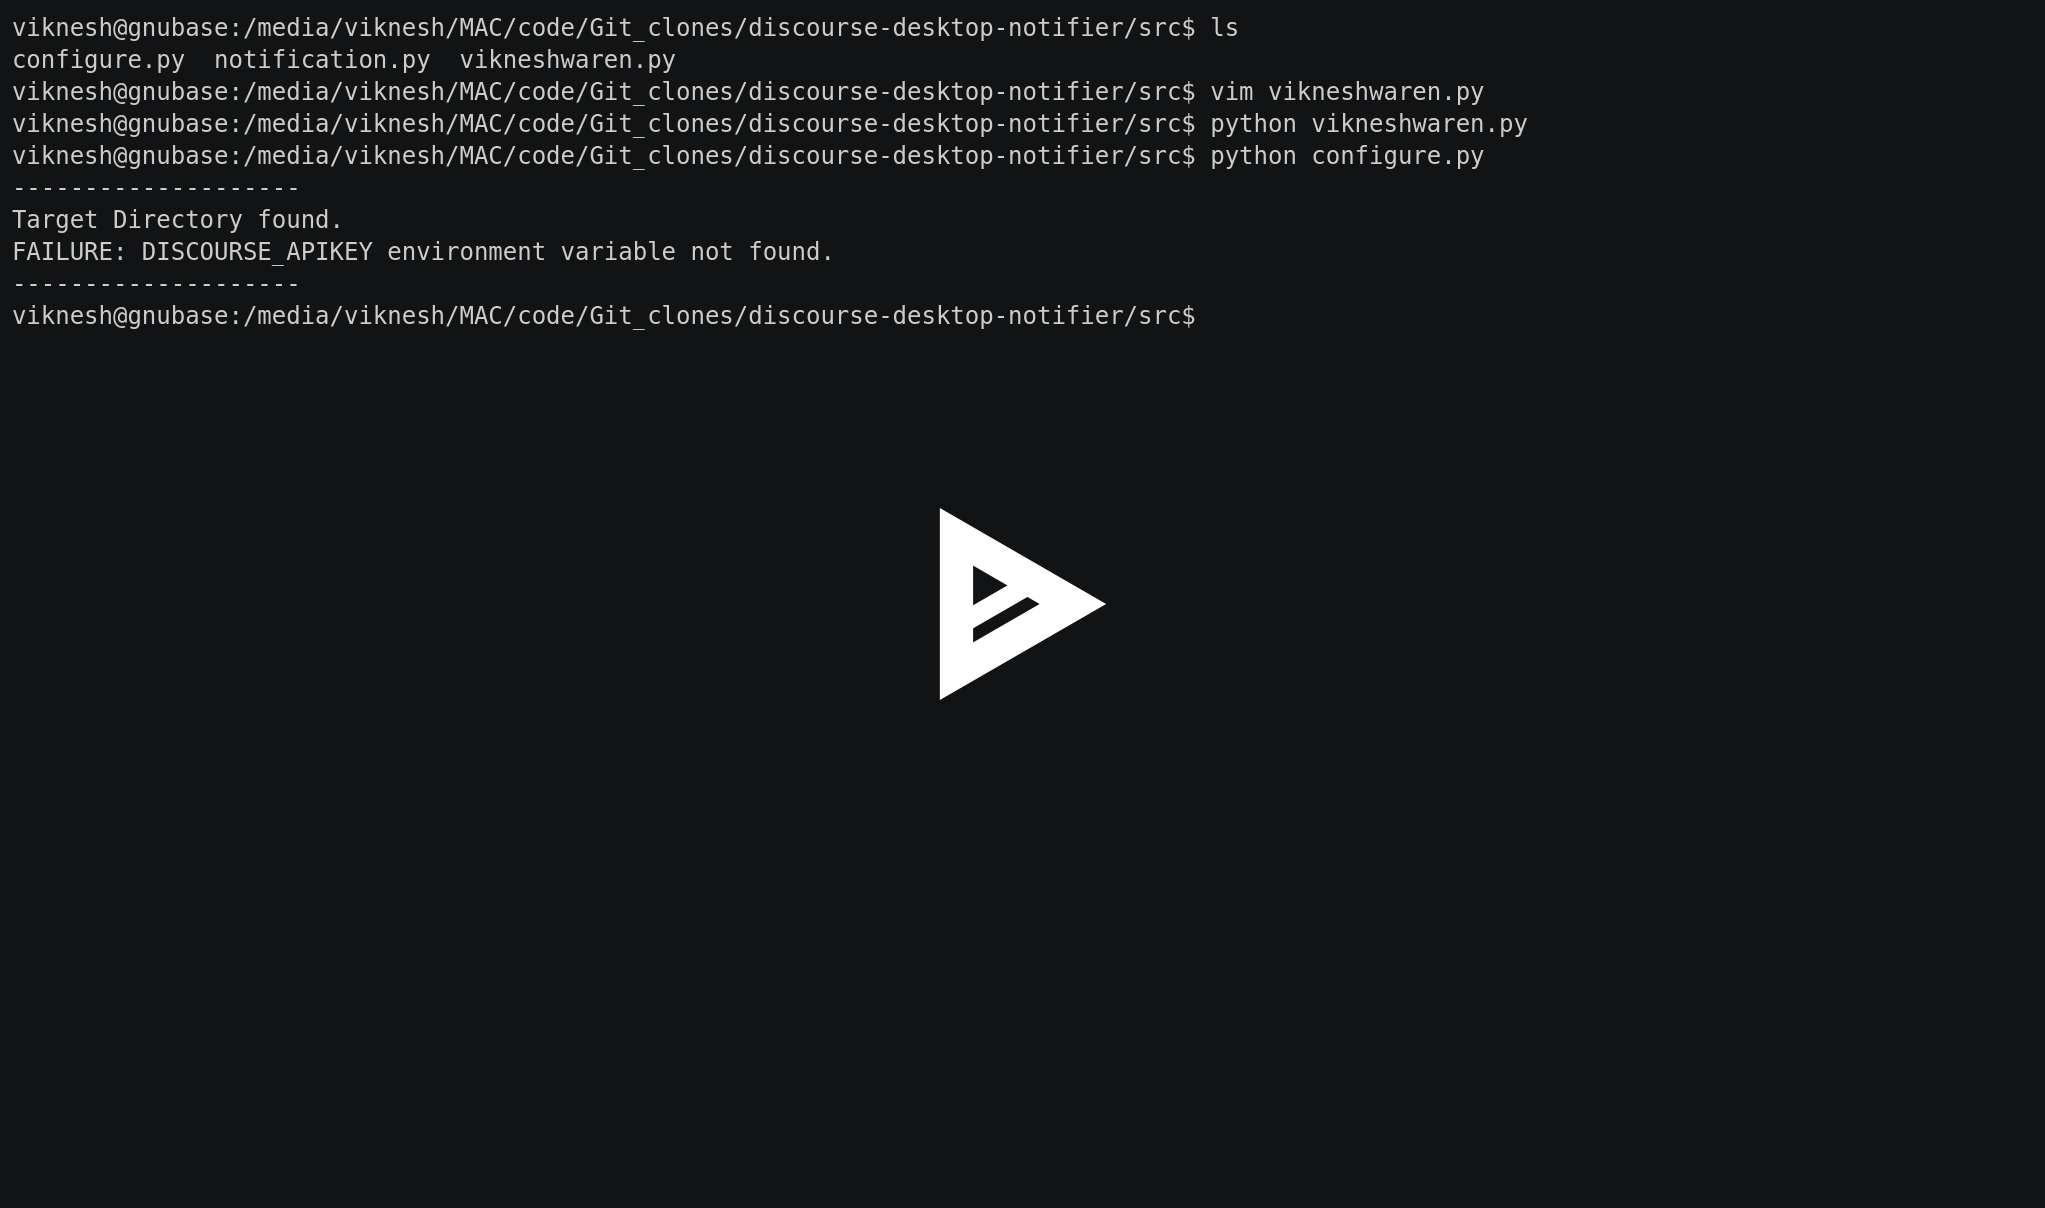 viknesh@gnubase:/media/viknesh/MAC/code/Git_clones/discourse-desktop-notifier/src$ ls
configure.py  notification.py  vikneshwaren.py
viknesh@gnubase:/media/viknesh/MAC/code/Git_clones/discourse-desktop-notifier/src$ vim vikneshwaren.py
viknesh@gnubase:/media/viknesh/MAC/code/Git_clones/discourse-desktop-notifier/src$ python vikneshwaren.py
viknesh@gnubase:/media/viknesh/MAC/code/Git_clones/discourse-desktop-notifier/src$ python configure.py
--------------------
Target Directory found.
FAILURE: DISCOURSE_APIKEY environment variable not found.
--------------------
viknesh@gnubase:/media/viknesh/MAC/code/Git_clones/discourse-desktop-notifier/src$